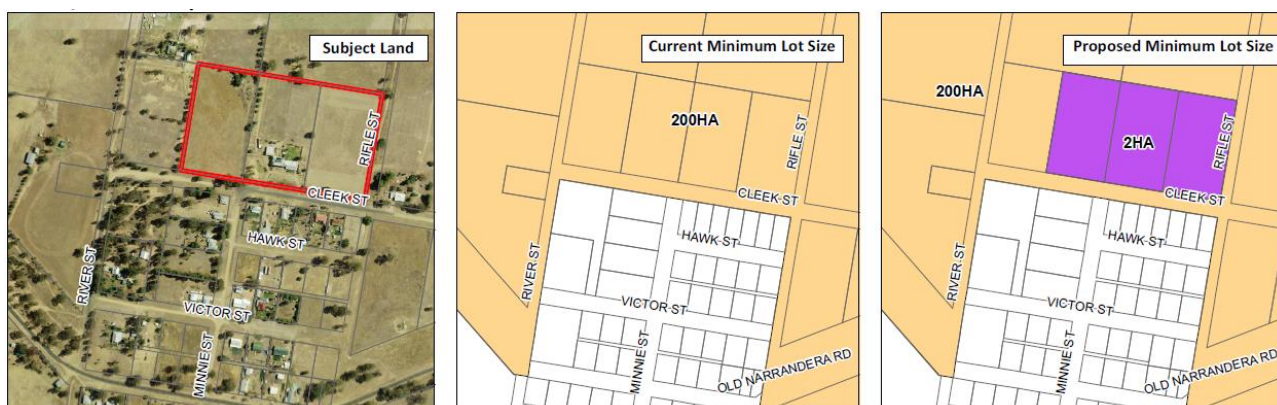 Subject Land
RIFLE ST
CLEEK ST
HAWK ST
RIVER ST
VICTOR ST
MINNIE ST
Current Minimum Lot Size
200HA
RIFLE ST
CLEEK ST
HAWK ST
RIVER ST
VICTOR ST
MINNIE ST
OLD NARRANDERA RD
Proposed Minimum Lot Size
200HA
2HA
RIFLE ST
CLEEK ST
HAWK ST
RIVER ST
VICTOR ST
MINNIE ST
OLD NARRANDERA RD